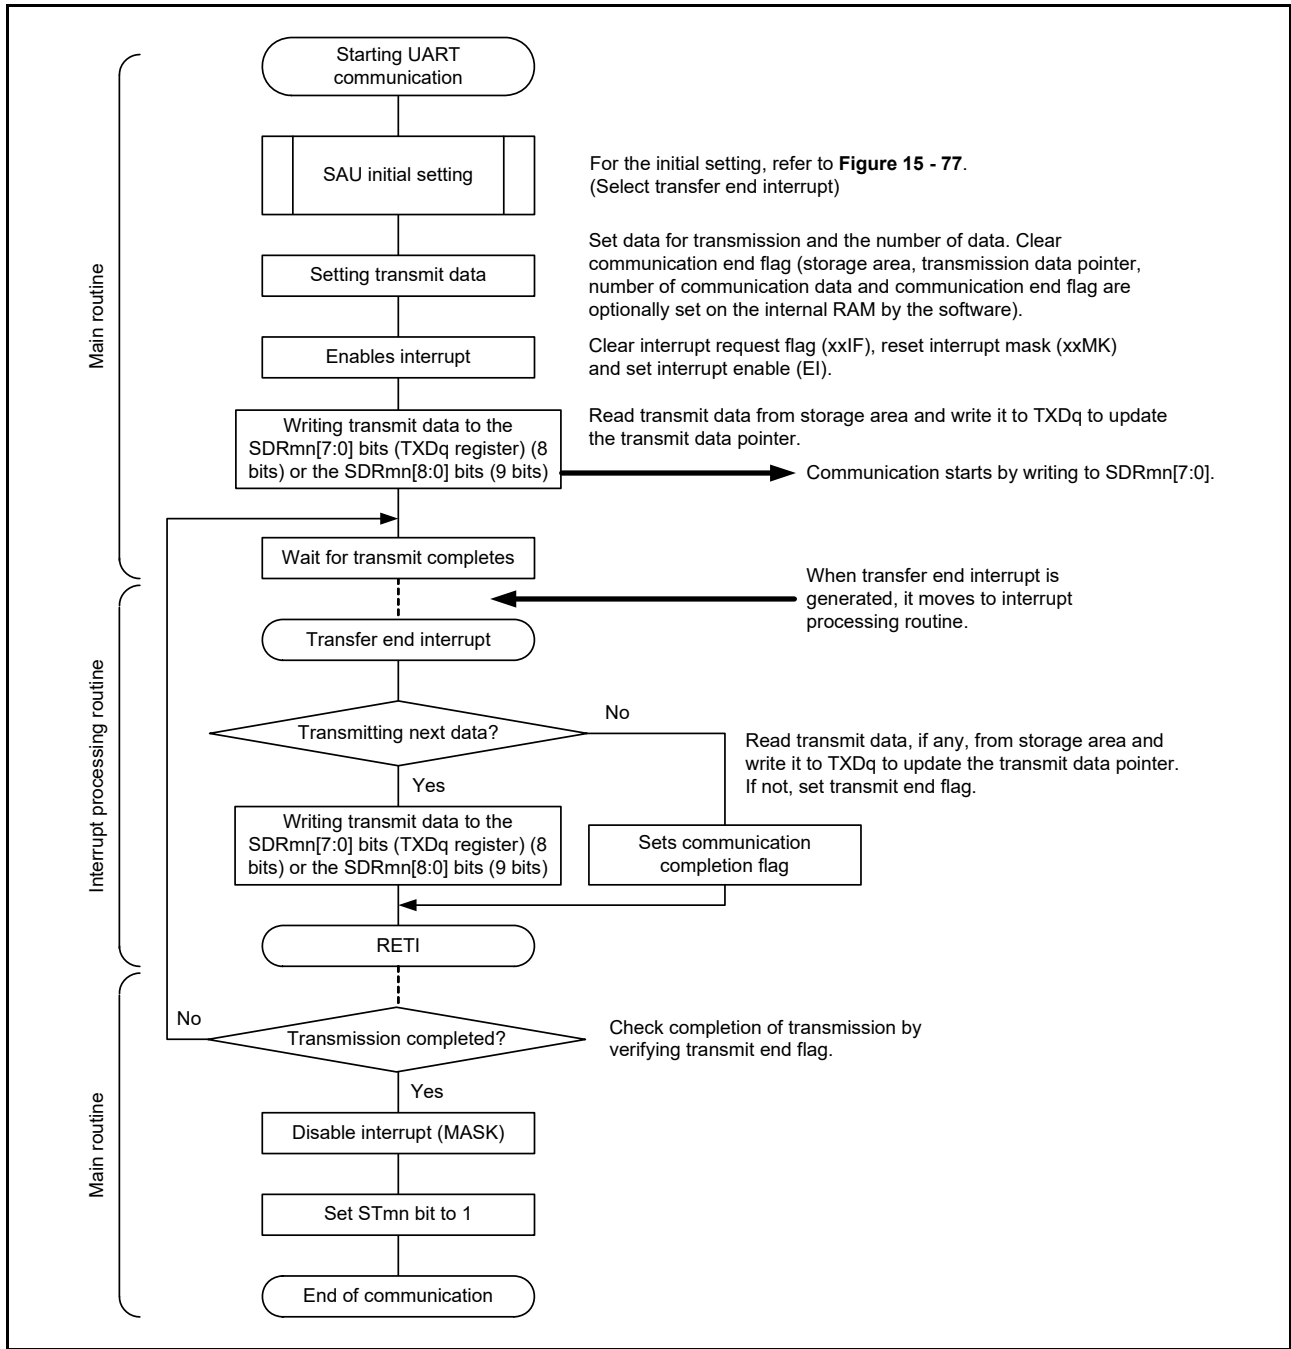 Starting UART
communication
SAU initial setting
For the initial setting, refer to Figure 15 - 77.
(Select transfer end interrupt)
Setting transmit data
Set data for transmission and the number of data. Clear
communication end flag (storage area, transmission data pointer,
number of communication data and communication end flag are
optionally set on the internal RAM by the software).
Main routine
Enables interrupt
Clear interrupt request flag (xxIF), reset interrupt mask (xxMK)
and set interrupt enable (EI).
Writing transmit data to the
SDRmn[7:0] bits (TXDq register) (8
bits) or the SDRmn[8:0] bits (9 bits)
Read transmit data from storage area and write it to TXDq to update
the transmit data pointer.
Communication starts by writing to SDRmn[7:0].
Wait for transmit completes
When transfer end interrupt is
generated, it moves to interrupt
processing routine.
Transfer end interrupt
Interrupt processing routine
Transmitting next data?
No
Read transmit data, if any, from storage area and
write it to TXDq to update the transmit data pointer.
If not, set transmit end flag.
Yes
Writing transmit data to the
SDRmn[7:0] bits (TXDq register) (8
bits) or the SDRmn[8:0] bits (9 bits)
Sets communication
completion flag
RETI
No
Transmission completed?
Check completion of transmission by
verifying transmit end flag.
Yes
Main routine
Disable interrupt (MASK)
Set STmn bit to 1
End of communication